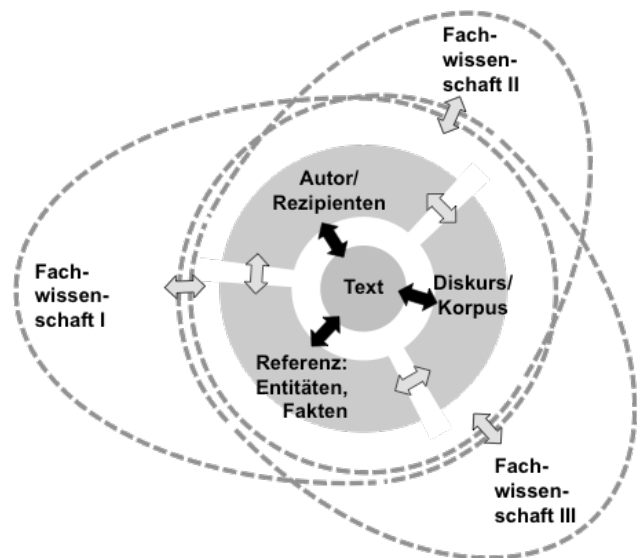 Fach-
wissen-
schaft II
Autor/
Rezipienten
Fach-
wissen-
schaft I
Text
Diskurs/
Korpus
Referenz:
Entitäten,
Fakten
Fach-
wissen-
schaft III